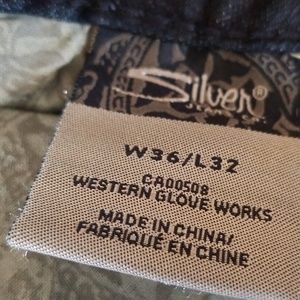 Silver®
W36/L32
CA00508
WESTERN GLOVE WORKS
MADE IN CHINA/
FABRIQUÉ EN CHINE